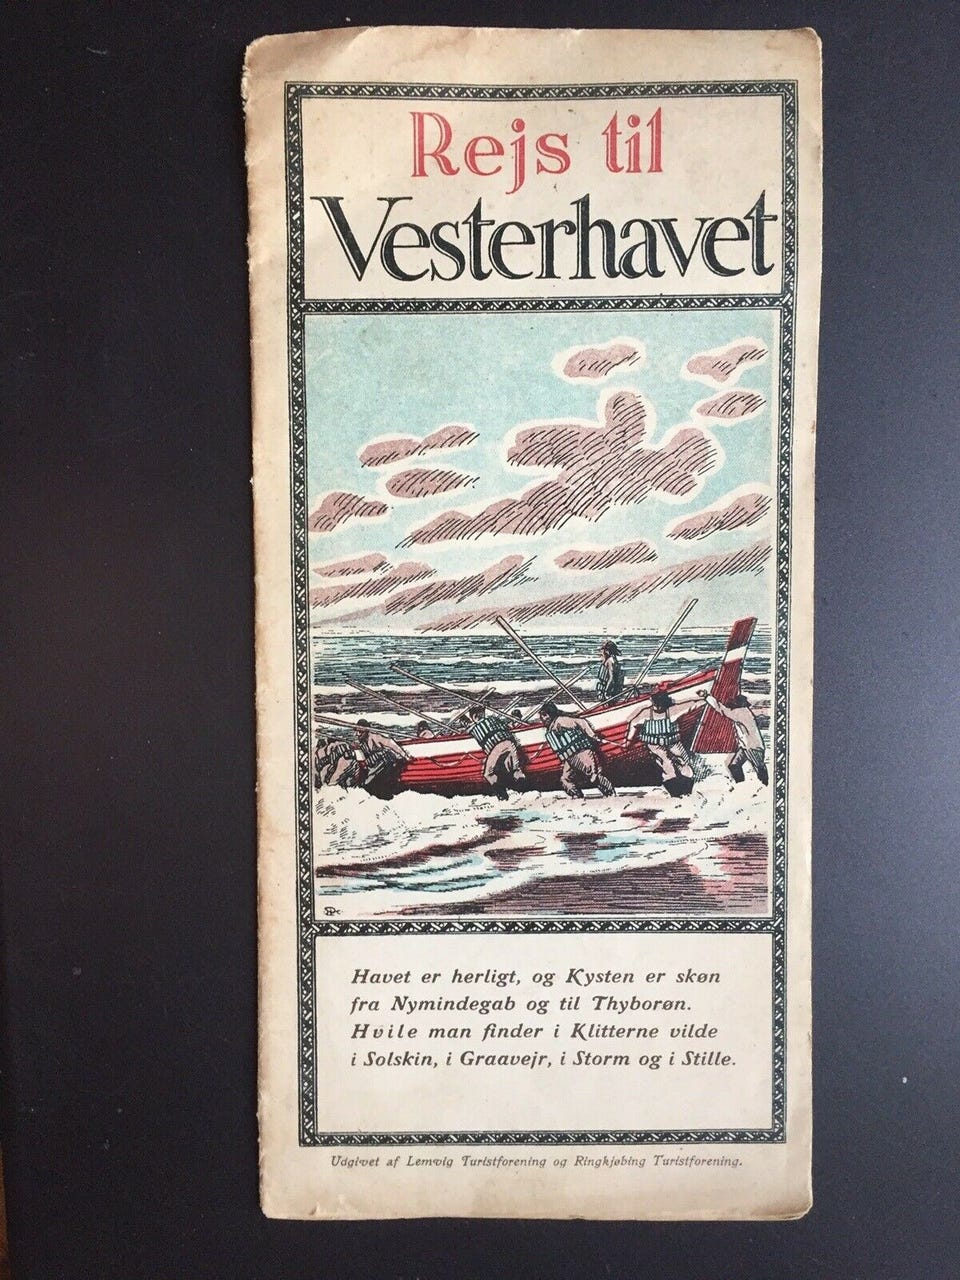 Rejs til
Vesterhavet
Havet er herligt, og Kysten er skøn
fra Nymindegab og til Thyborøn.
Hvile man finder i Klitterne vilde
i Solskin, i Graavejr, i Storm og i Stille.
Udgivet af Lemvig Turistforening og Ringkjøbing Turistforening.